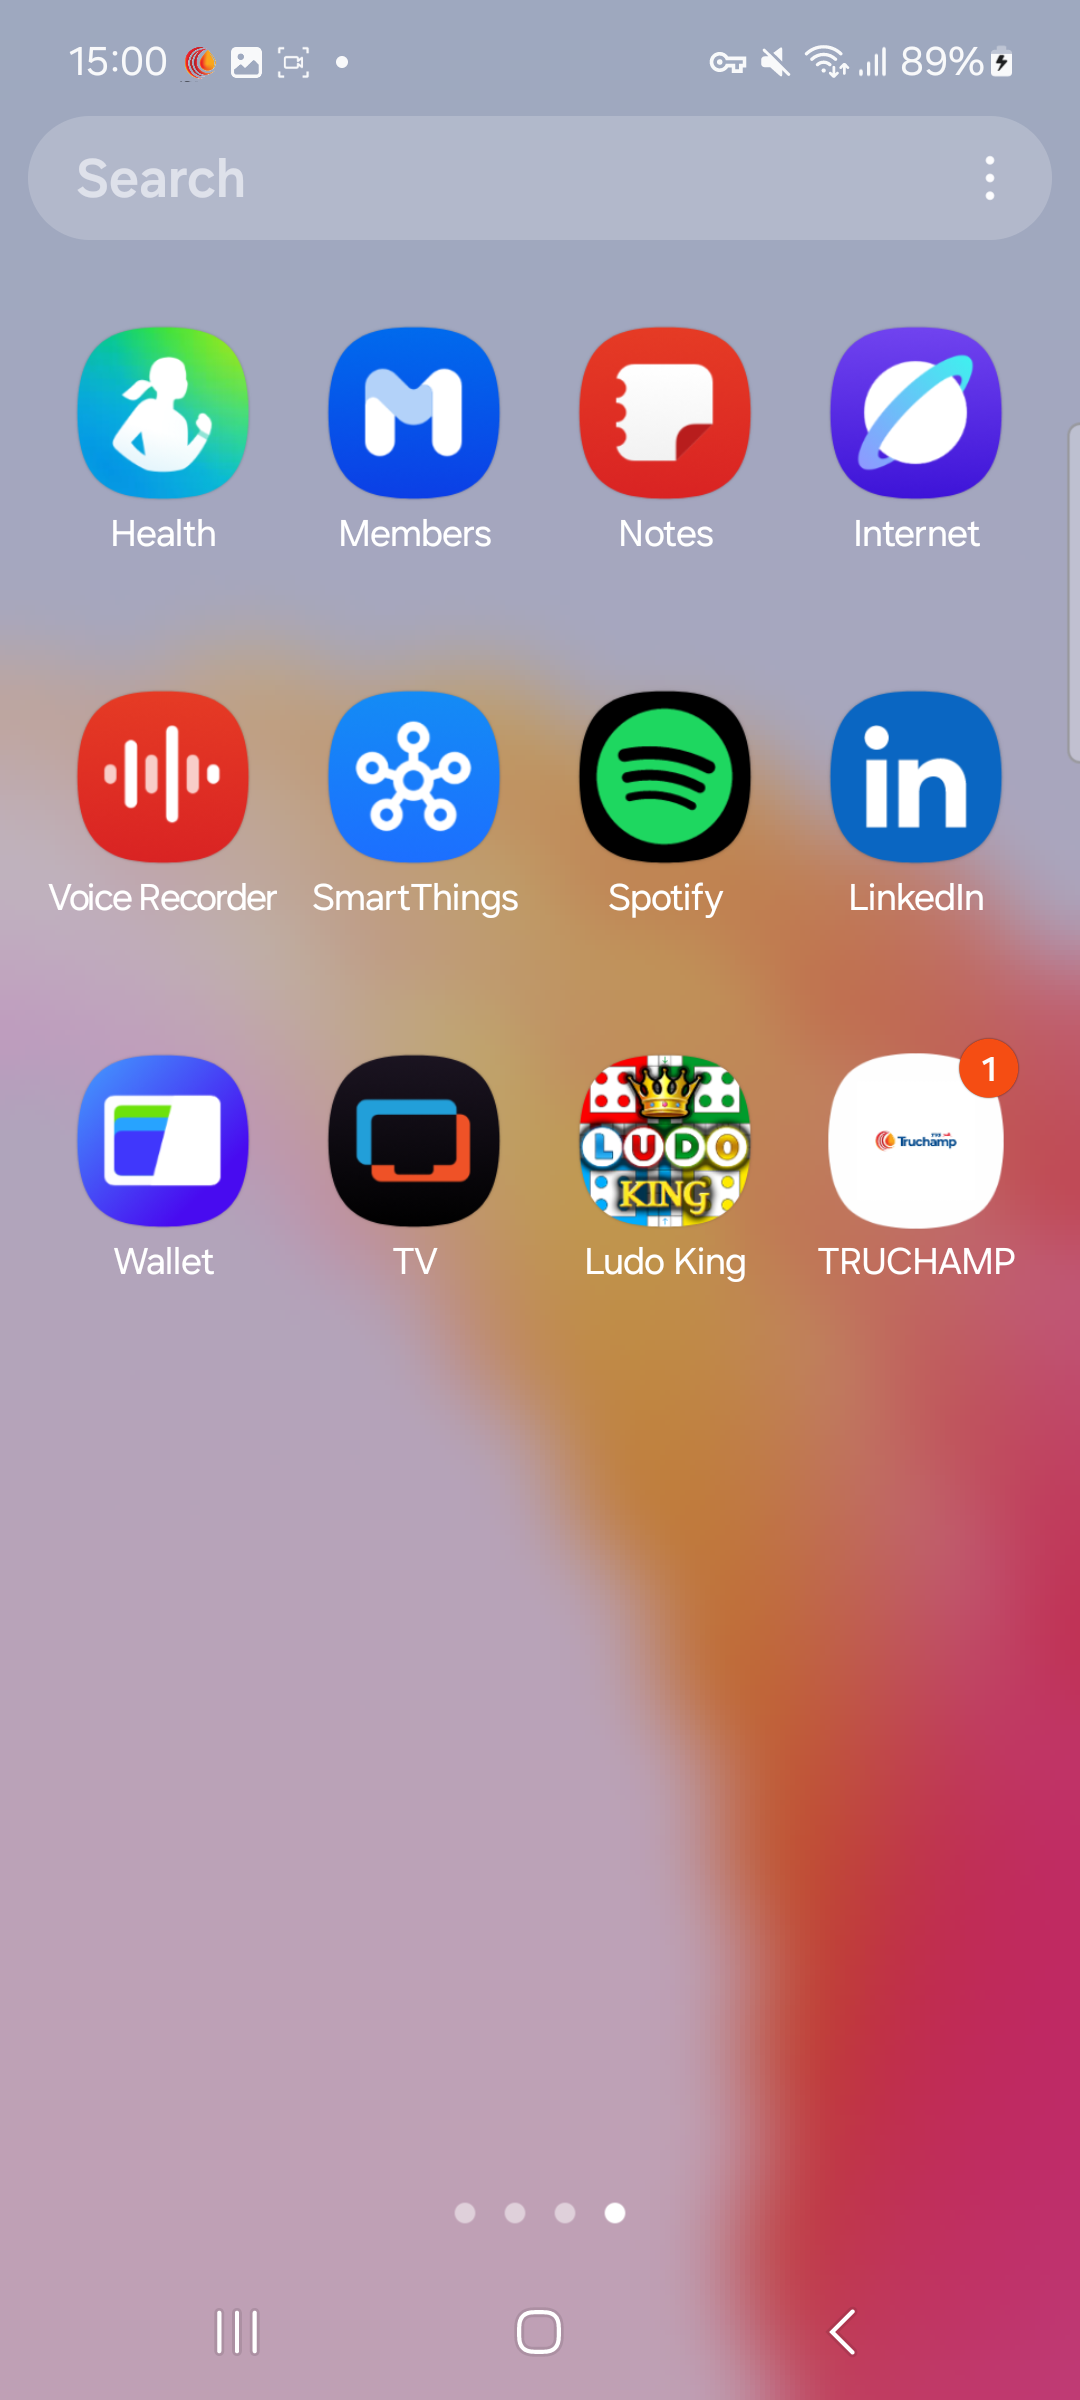 15:00 89%
Search
Health Members Notes Internet
in
Voice Recorder SmartThings Spotify LinkedIn
LUDO
KING
1
Truchamp
Wallet TV Ludo King TRUCHAMP